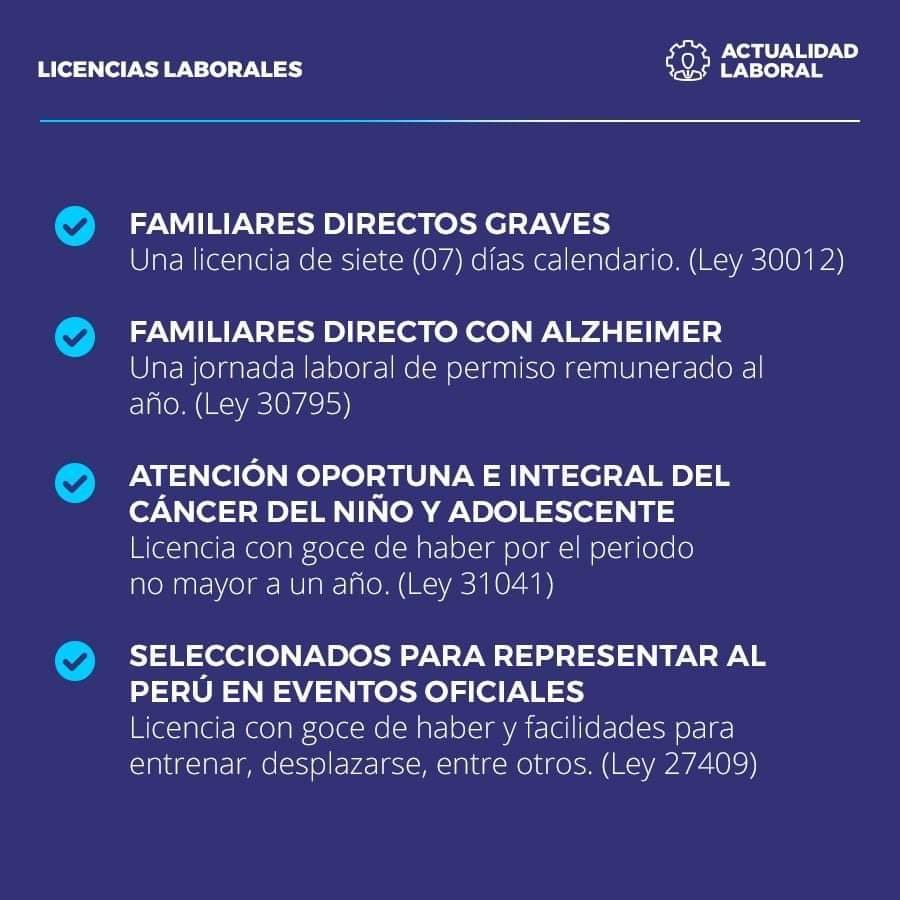 LICENCIAS LABORALES
ACTUALIDAD
LABORAL
FAMILIARES DIRECTOS GRAVES
Una licencia de siete (07) días calendario. (Ley 30012)
FAMILIARES DIRECTO CON ALZHEIMER
Una jornada laboral de permiso remunerado al
año. (Ley 30795)
ATENCIÓN OPORTUNA E INTEGRAL DEL
CÁNCER DEL NIÑO Y ADOLESCENTE
Licencia con goce de haber por el periodo
no mayor a un año. (Ley 31041)
SELECCIONADOS PARA REPRESENTAR AL
PERÚ EN EVENTOS OFICIALES
Licencia con goce de haber y facilidades para
entrenar, desplazarse, entre otros. (Ley 27409)